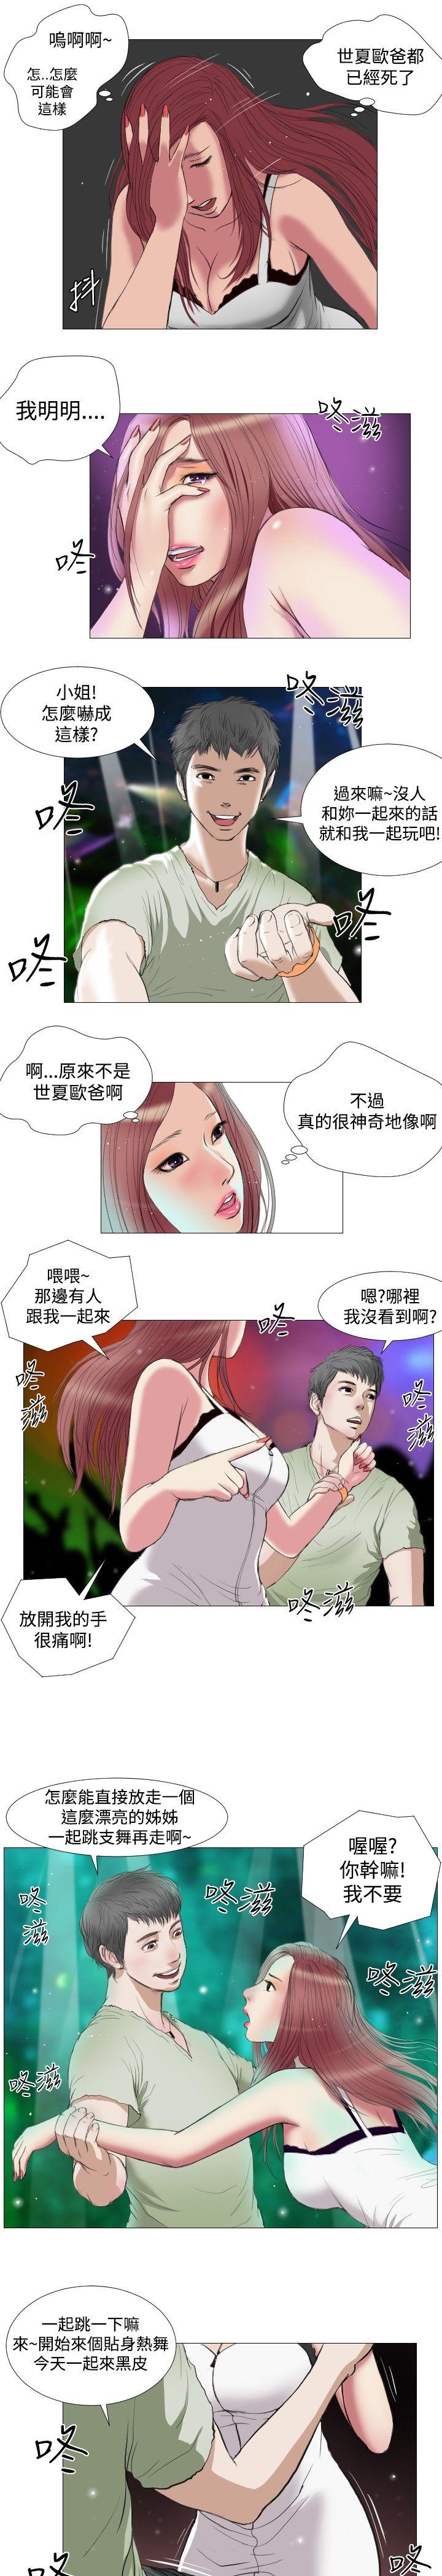 嗚啊啊~
怎..怎麼
可能會
這樣
世夏歐爸都
已經死了
抖
我明明....
咚滋
咚
小姐!
怎麼嚇成
這樣?
咚滋
咚
過來嘛~沒人
和妳一起來的話
就和我一起玩吧!
咚
咚
啊...原來不是
世夏歐爸啊
不過
真的很神奇地像啊
喂喂~
那邊有人
跟我一起來
嗯?哪裡
我沒看到啊?
咚
咚滋
咚滋
放開我的手
很痛啊!
咚滋
怎麼能直接放走一個
這麼漂亮的姊姊
一起跳支舞再走啊~
喔喔?
你幹嘛!
我不要
咚滋
咚滋
咚滋
咚滋
一起跳一下嘛
來~開始來個貼身熱舞
今天一起來黑皮
咚
咚
咚